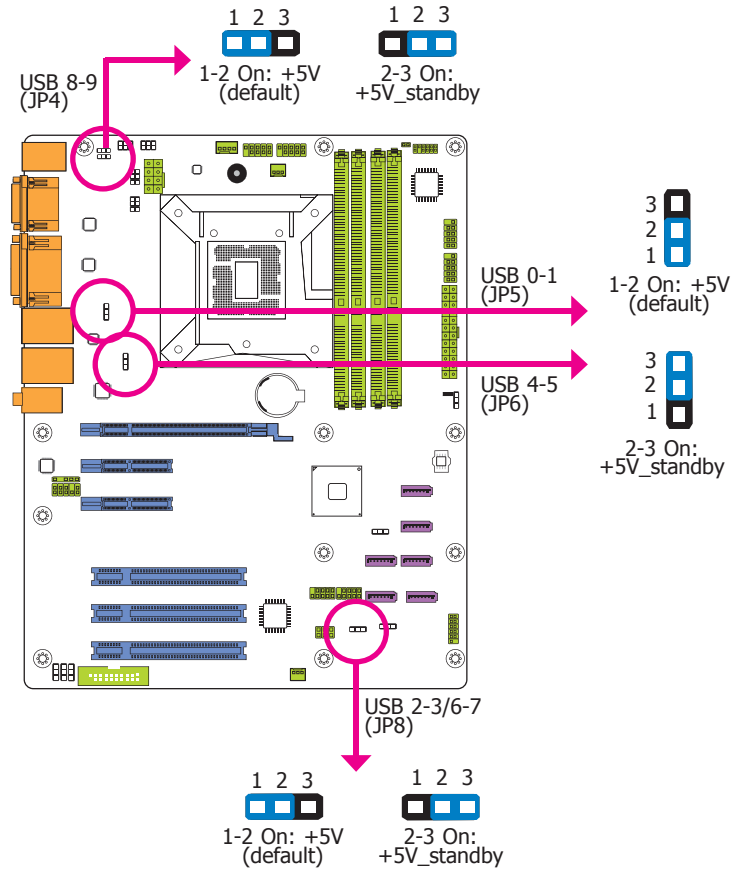 1 2 3
1 2 3
1-2 On: +5V
(default)
2-3 On:
+5V_standby
USB 8-9
(JP4)
3
2
1
1-2 On: +5V
(default)
USB 0-1
(JP5)
USB 4-5
(JP6)
3
2
1
2-3 On:
+5V_standby
USB 2-3/6-7
(JP8)
1 2 3
1 2 3
1-2 On: +5V
(default)
2-3 On:
+5V_standby